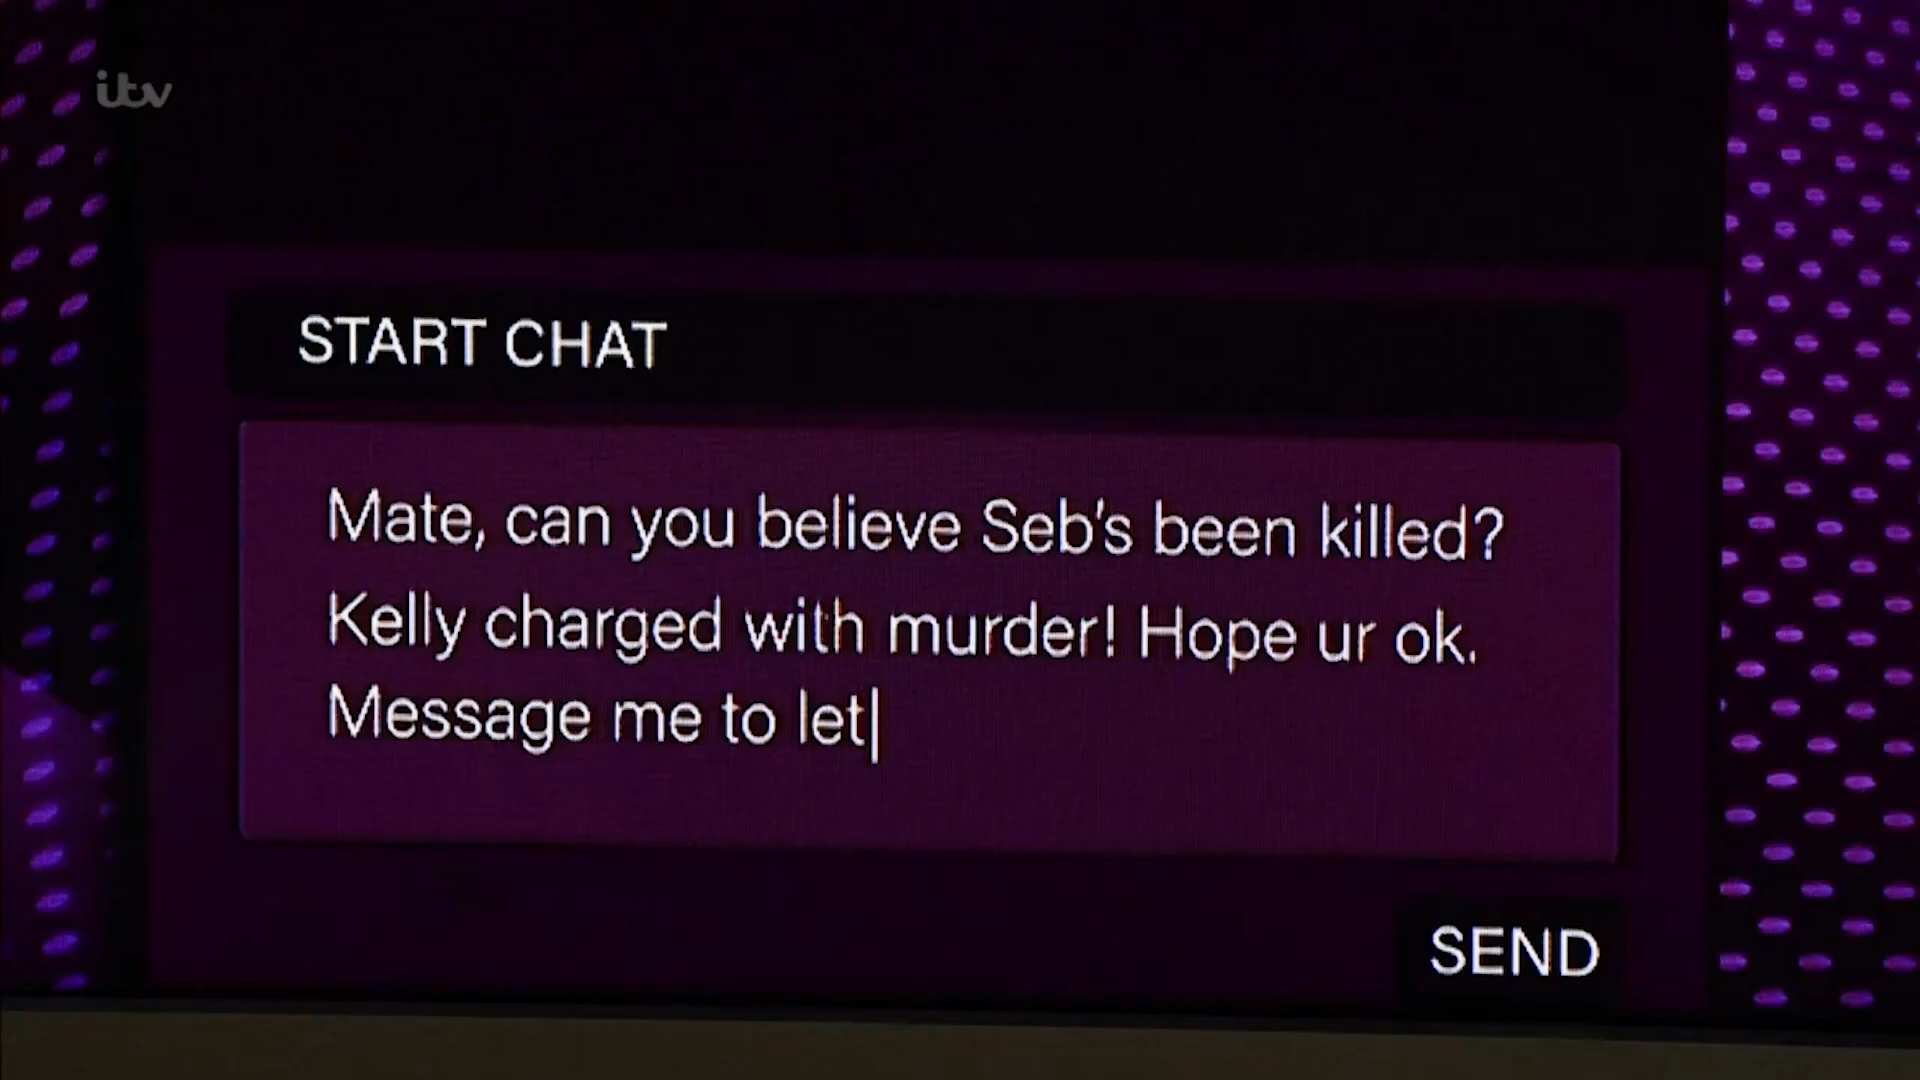 itv
START CHAT
Mate, can you believe Seb's been killed?
Kelly charged with murder! Hope ur ok.
Message me to let
SEND